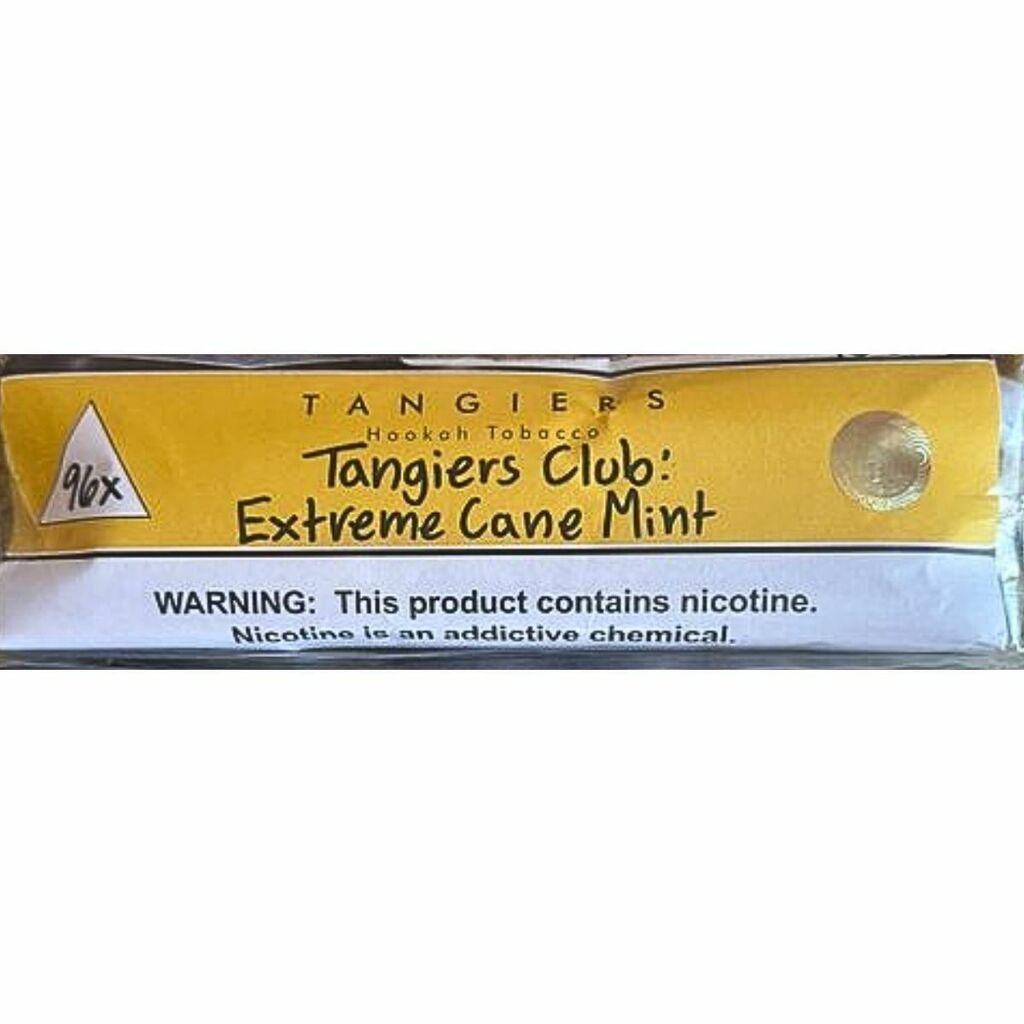 TANGIERS
Hookah Tobacco
Tangiers Club:
96x
Extreme Cane Mint
WARNING: This product contains nicotine.
Nicotine is an addictive chemical.